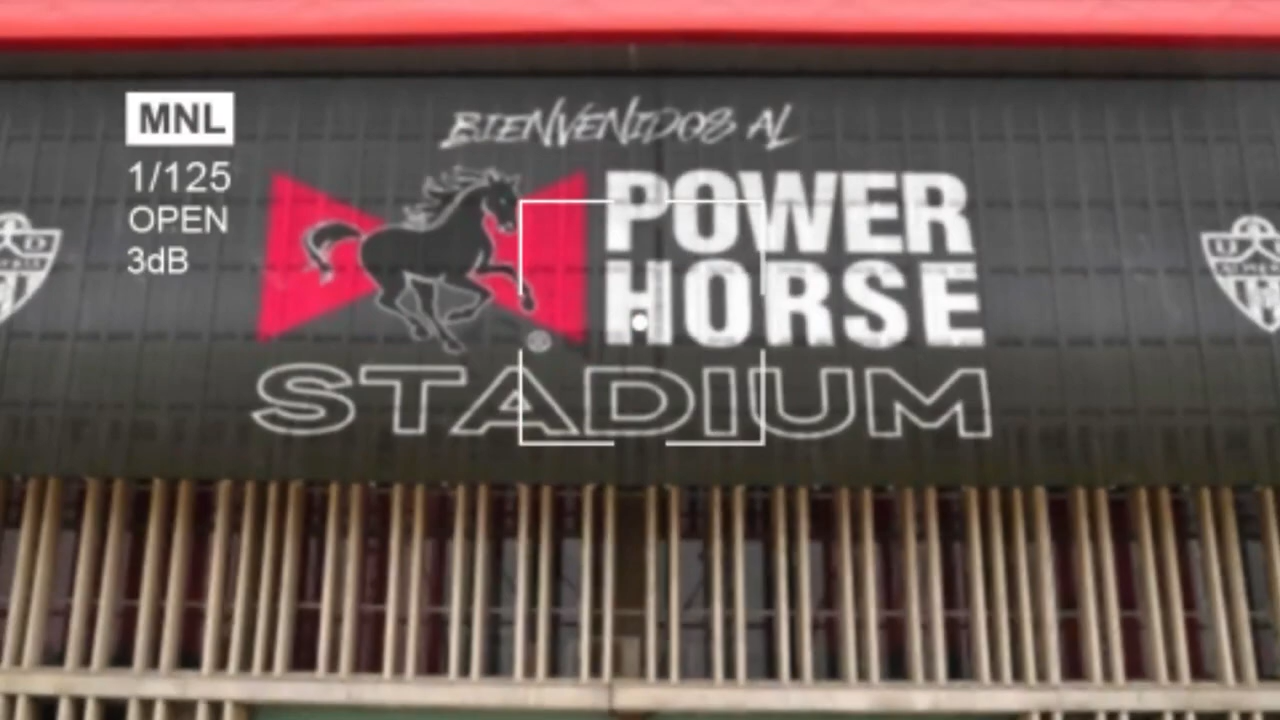 MNL
1/125
OPEN
3dB
BIENVENIDOS AL
POWER
HORSE
®
STADIUM
U D
U